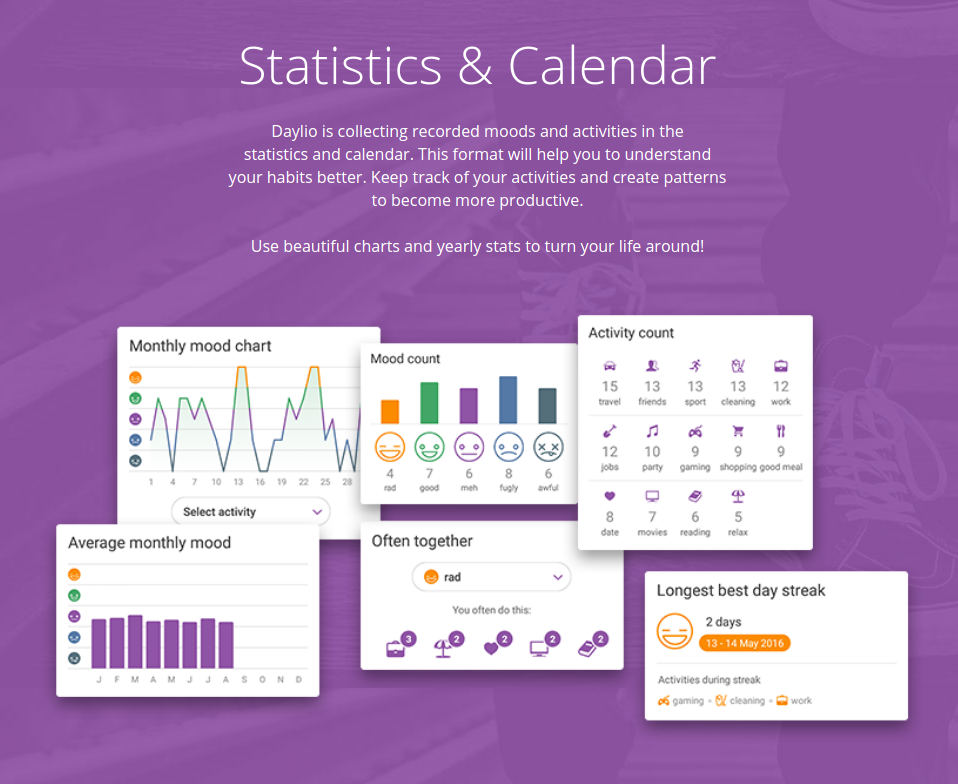 Statistics & Calendar
Daylio is collecting recorded moods and activities in the
statistics and calendar. This format will help you to understand
your habits better. Keep track of your activities and create patterns
to become more productive.
Use beautiful charts and yearly stats to turn your life around!
Monthly mood chart
1 4 7 10 13 16 19 22 25 28
Select activity
Mood count
4 7 6 8 6
rad good meh fugly awful
Activity count
15 13 13 13 12
travel friends sport cleaning work
12 10 9 9 9
jobs party gaming shopping good meal
8 7 6 5
date movies reading relax
Average monthly mood
J F M A M J J A S O N D
Often together
rad
You often do this:
3 2 2 2 2
Longest best day streak
2 days
13 - 14 May 2016
Activities during streak
gaming • cleaning • work